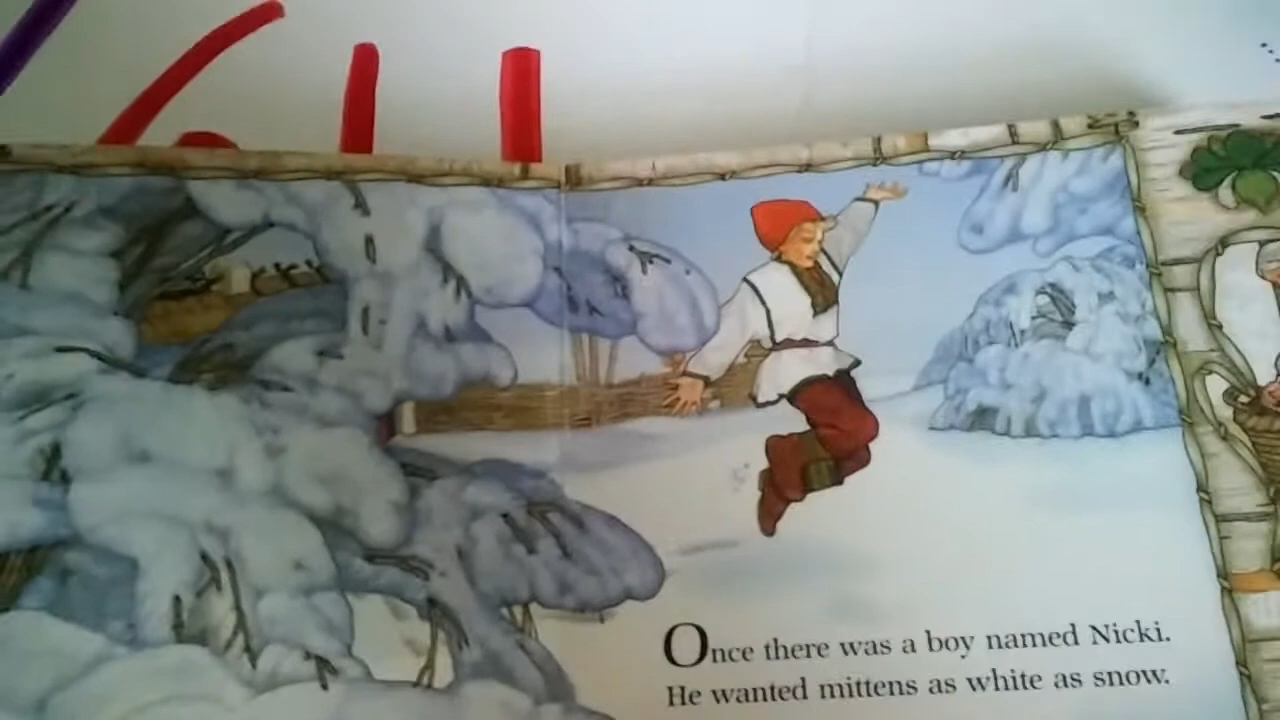 Once there was a boy named Nicki.
He wanted mittens as white as snow.